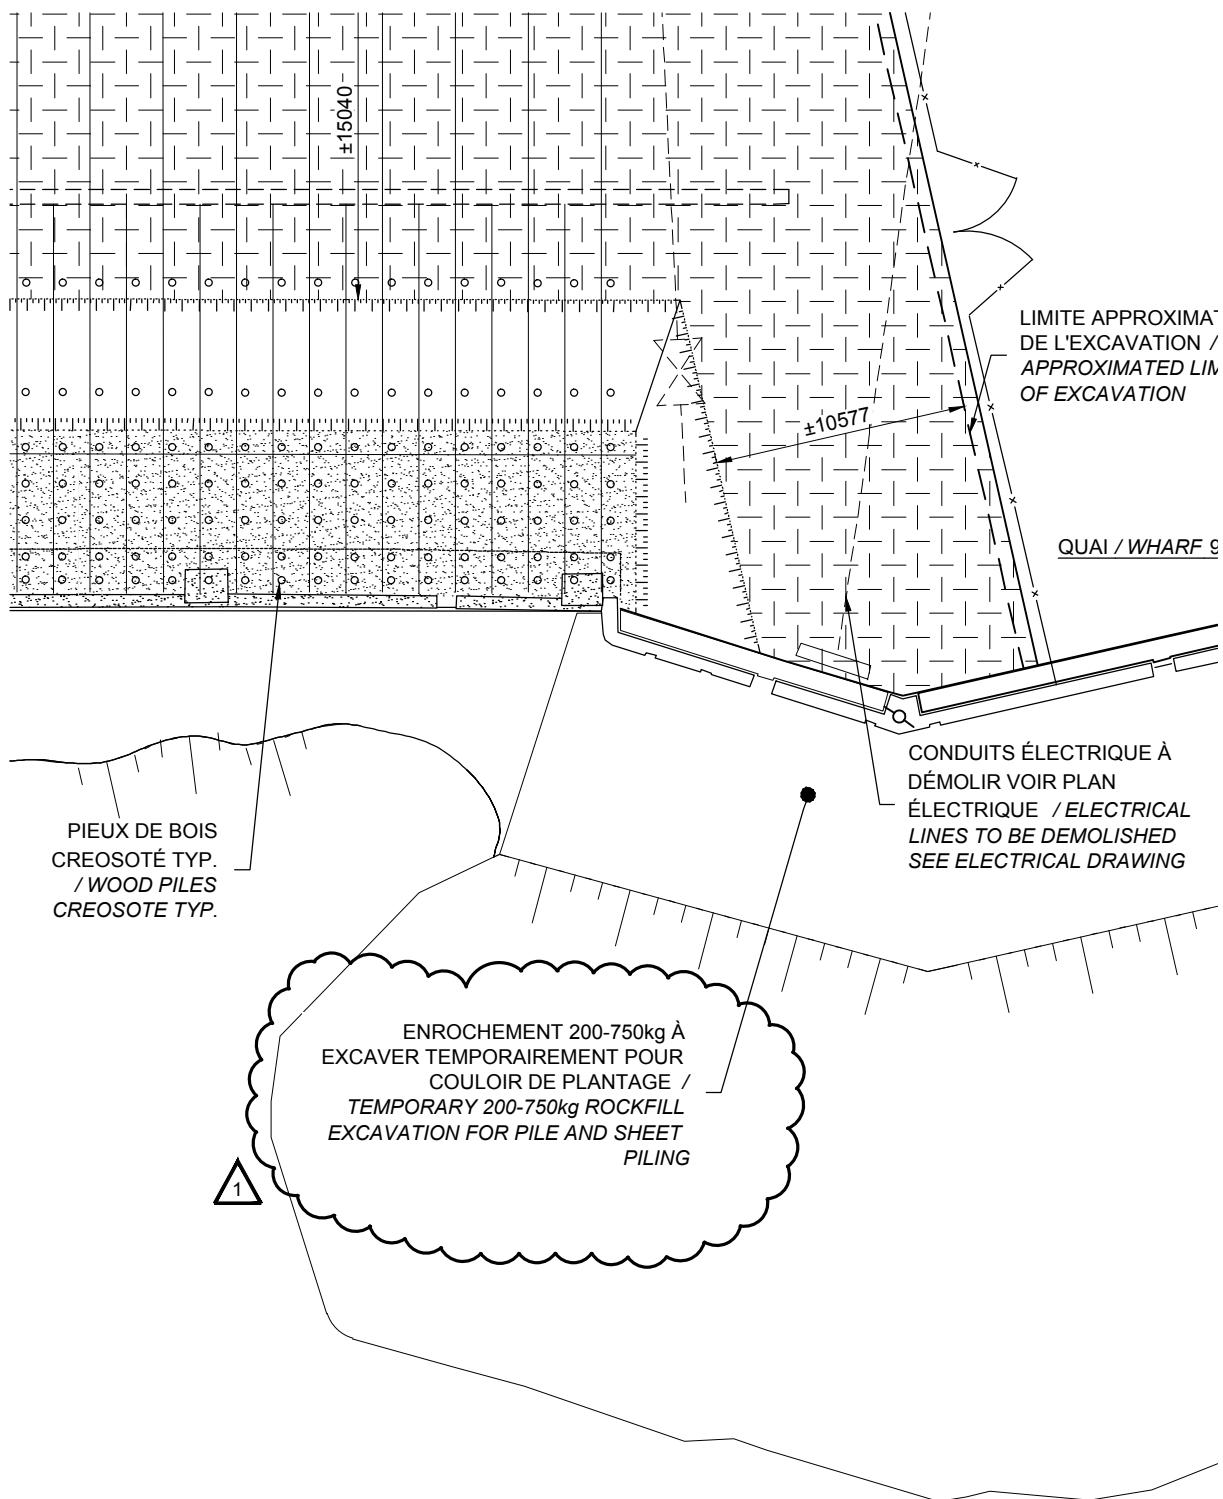 ±15040
LIMITE
DE L'EXCAVATION /
APPROXIMATED
OF EXCAVATION
±10577
QUAI / WHARF 9
CONDUITS ÉLECTRIQUE À
DÉMOLIR VOIR PLAN
ÉLECTRIQUE / ELECTRICAL
LINES TO BE DEMOLISHED
SEE ELECTRICAL DRAWING
PIEUX DE BOIS
CREOSOTÉ TYP.
/ WOOD PILES
CREOSOTE TYP.
ENROCHEMENT 200-750kg À
EXCAVER TEMPORAIREMENT POUR
COULOIR DE PLANTAGE /
TEMPORARY 200-750kg ROCKFILL
EXCAVATION FOR PILE AND SHEET
PILING
1